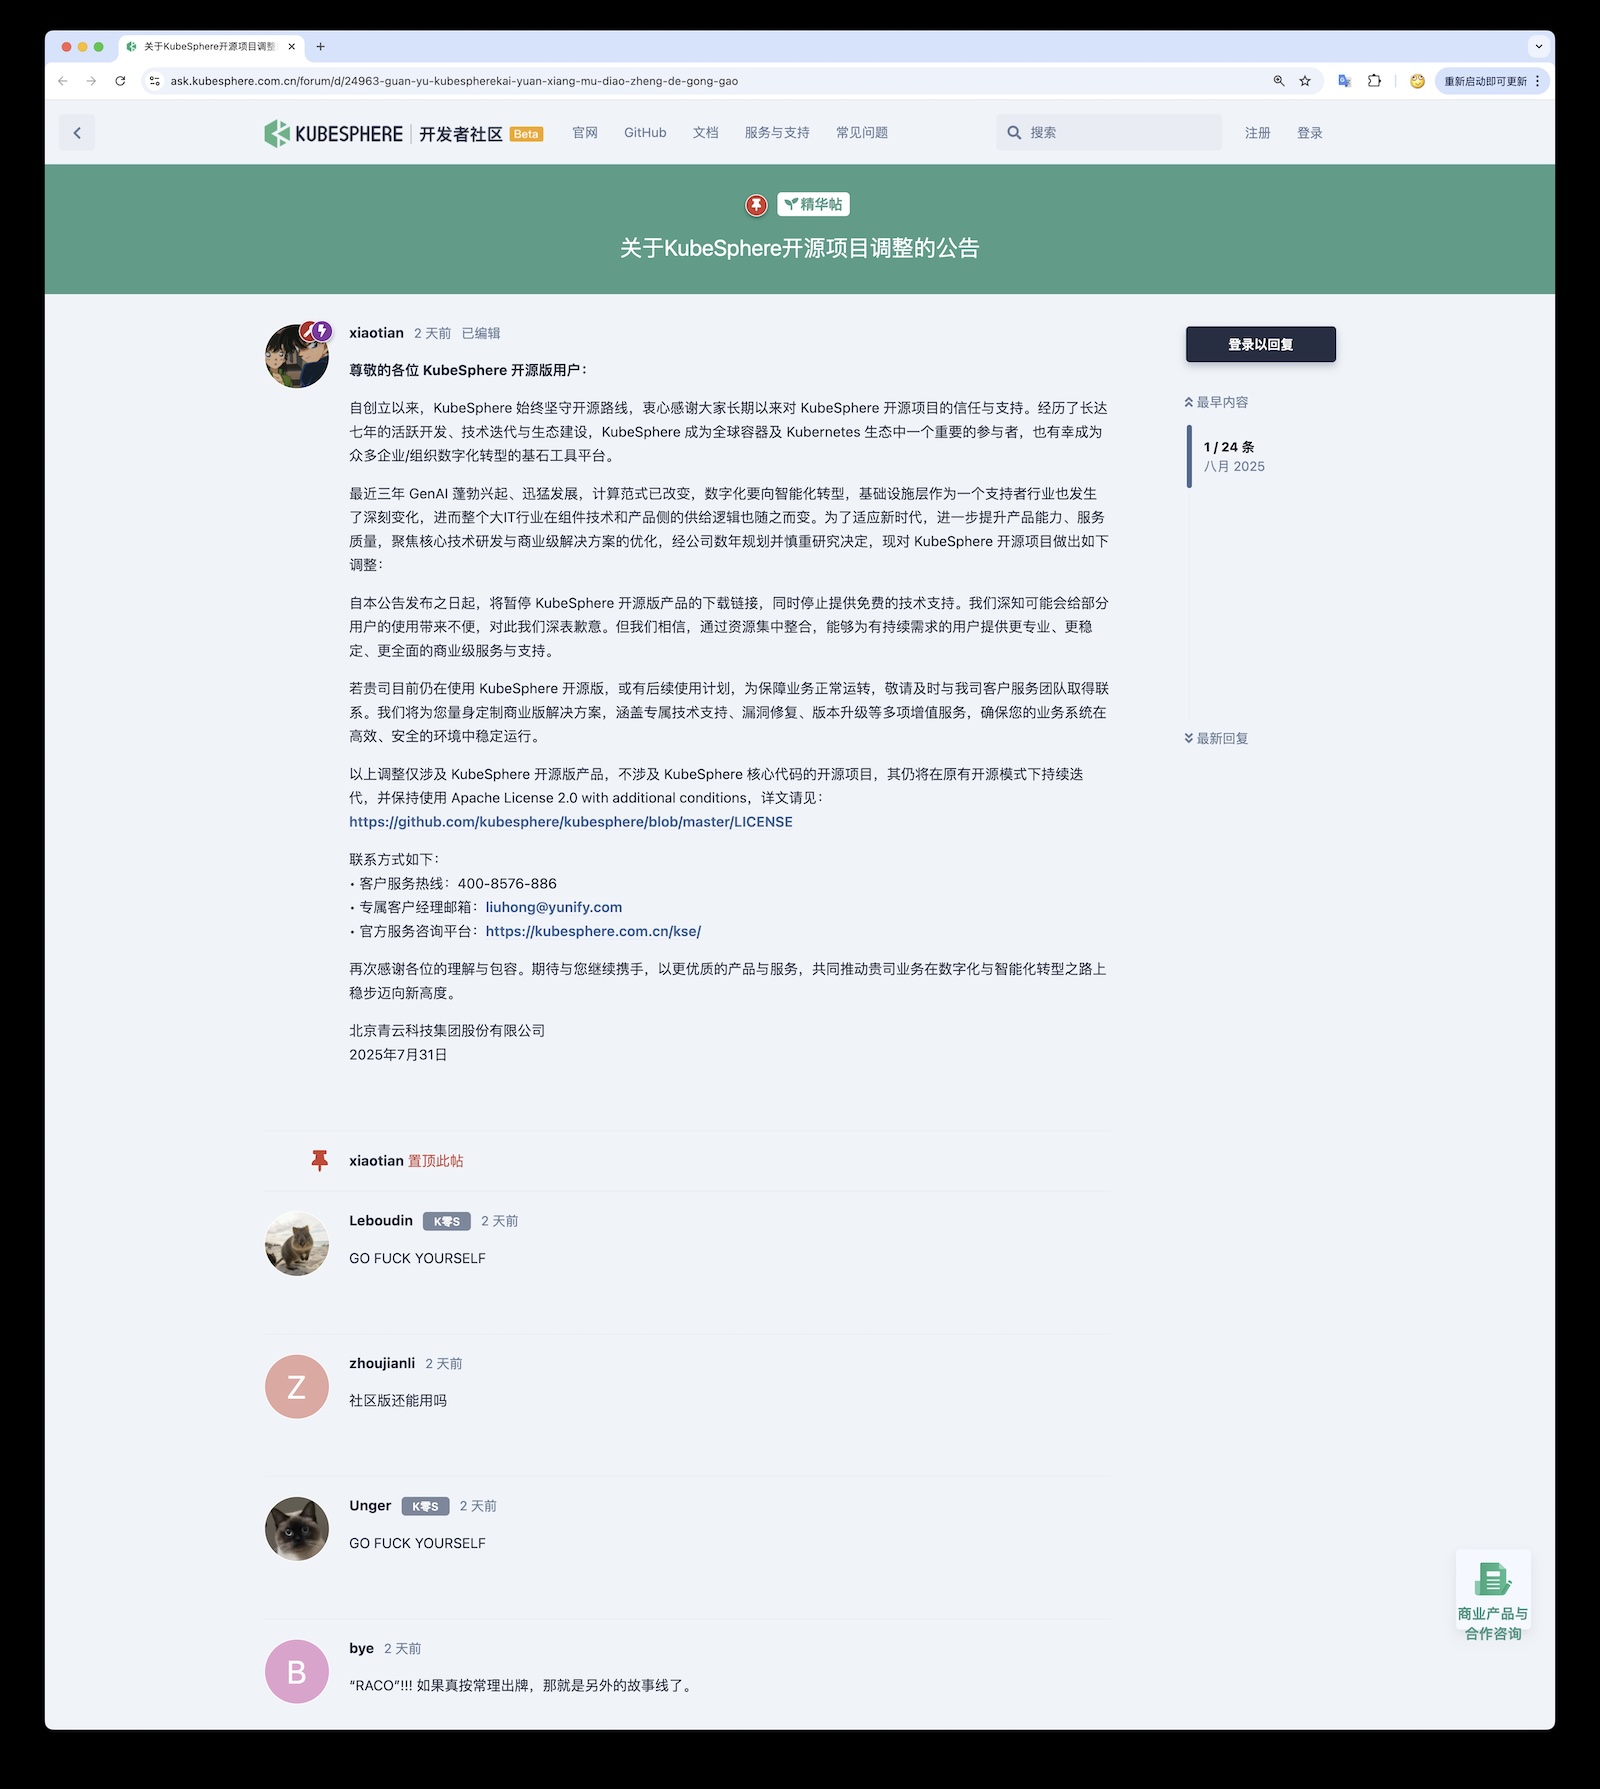 关于KubeSphere开源项目调整
ask.kubesphere.com.cn/forum/d/24963-guan-yu-kubespherekai-yuan-xiang-mu-diao-zheng-de-gong-gao
重新启动即可更新
KUBESPHERE 开发者社区 Beta 官网 GitHub 文档 服务与支持 常见问题 搜索 注册 登录
精华帖
关于KubeSphere开源项目调整的公告
xiaotian 2 天前 已编辑
尊敬的各位 KubeSphere 开源版用户：
自创立以来，KubeSphere 始终坚守开源路线，衷心感谢大家长期以来对 KubeSphere 开源项目的信任与支持。经历了长达
七年的活跃开发、技术迭代与生态建设，KubeSphere 成为全球容器及 Kubernetes 生态中一个重要的参与者，也有幸成为
众多企业/组织数字化转型的基石工具平台。
最近三年 GenAI 蓬勃兴起、迅猛发展，计算范式已改变，数字化要向智能化转型，基础设施层作为一个支持者行业也发生
了深刻变化，进而整个大IT行业在组件技术和产品侧的供给逻辑也随之而变。为了适应新时代，进一步提升产品能力、服务
质量，聚焦核心技术研发与商业级解决方案的优化，经公司数年规划并慎重研究决定，现对 KubeSphere 开源项目做出如下
调整：
自本公告发布之日起，将暂停 KubeSphere 开源版产品的下载链接，同时停止提供免费的技术支持。我们深知可能会给部分
用户的使用带来不便，对此我们深表歉意。但我们相信，通过资源集中整合，能够为有持续需求的用户提供更专业、更稳
定、更全面的商业级服务与支持。
若贵司目前仍在使用 KubeSphere 开源版，或有后续使用计划，为保障业务正常运转，敬请及时与我司客户服务团队取得联
系。我们将为您量身定制商业版解决方案，涵盖专属技术支持、漏洞修复、版本升级等多项增值服务，确保您的业务系统在
高效、安全的环境中稳定运行。
以上调整仅涉及 KubeSphere 开源版产品，不涉及 KubeSphere 核心代码的开源项目，其仍将在原有开源模式下持续迭
代，并保持使用 Apache License 2.0 with additional conditions，详文请见：
https://github.com/kubesphere/kubesphere/blob/master/LICENSE
联系方式如下：
• 客户服务热线：400-8576-886
• 专属客户经理邮箱：liuhong@yunify.com
• 官方服务咨询平台：https://kubesphere.com.cn/kse/
再次感谢各位的理解与包容。期待与您继续携手，以更优质的产品与服务，共同推动贵司业务在数字化与智能化转型之路上
稳步迈向新高度。
北京青云科技集团股份有限公司
2025年7月31日
登录以回复
最早内容
1 / 24 条
八月 2025
最新回复
xiaotian 置顶此帖
Leboudin K零S 2 天前
GO FUCK YOURSELF
Z
zhoujianli 2 天前
社区版还能用吗
Unger K零S 2 天前
GO FUCK YOURSELF
B
bye 2 天前
“RACO”!!! 如果真按常理出牌，那就是另外的故事线了。
商业产品与
合作咨询